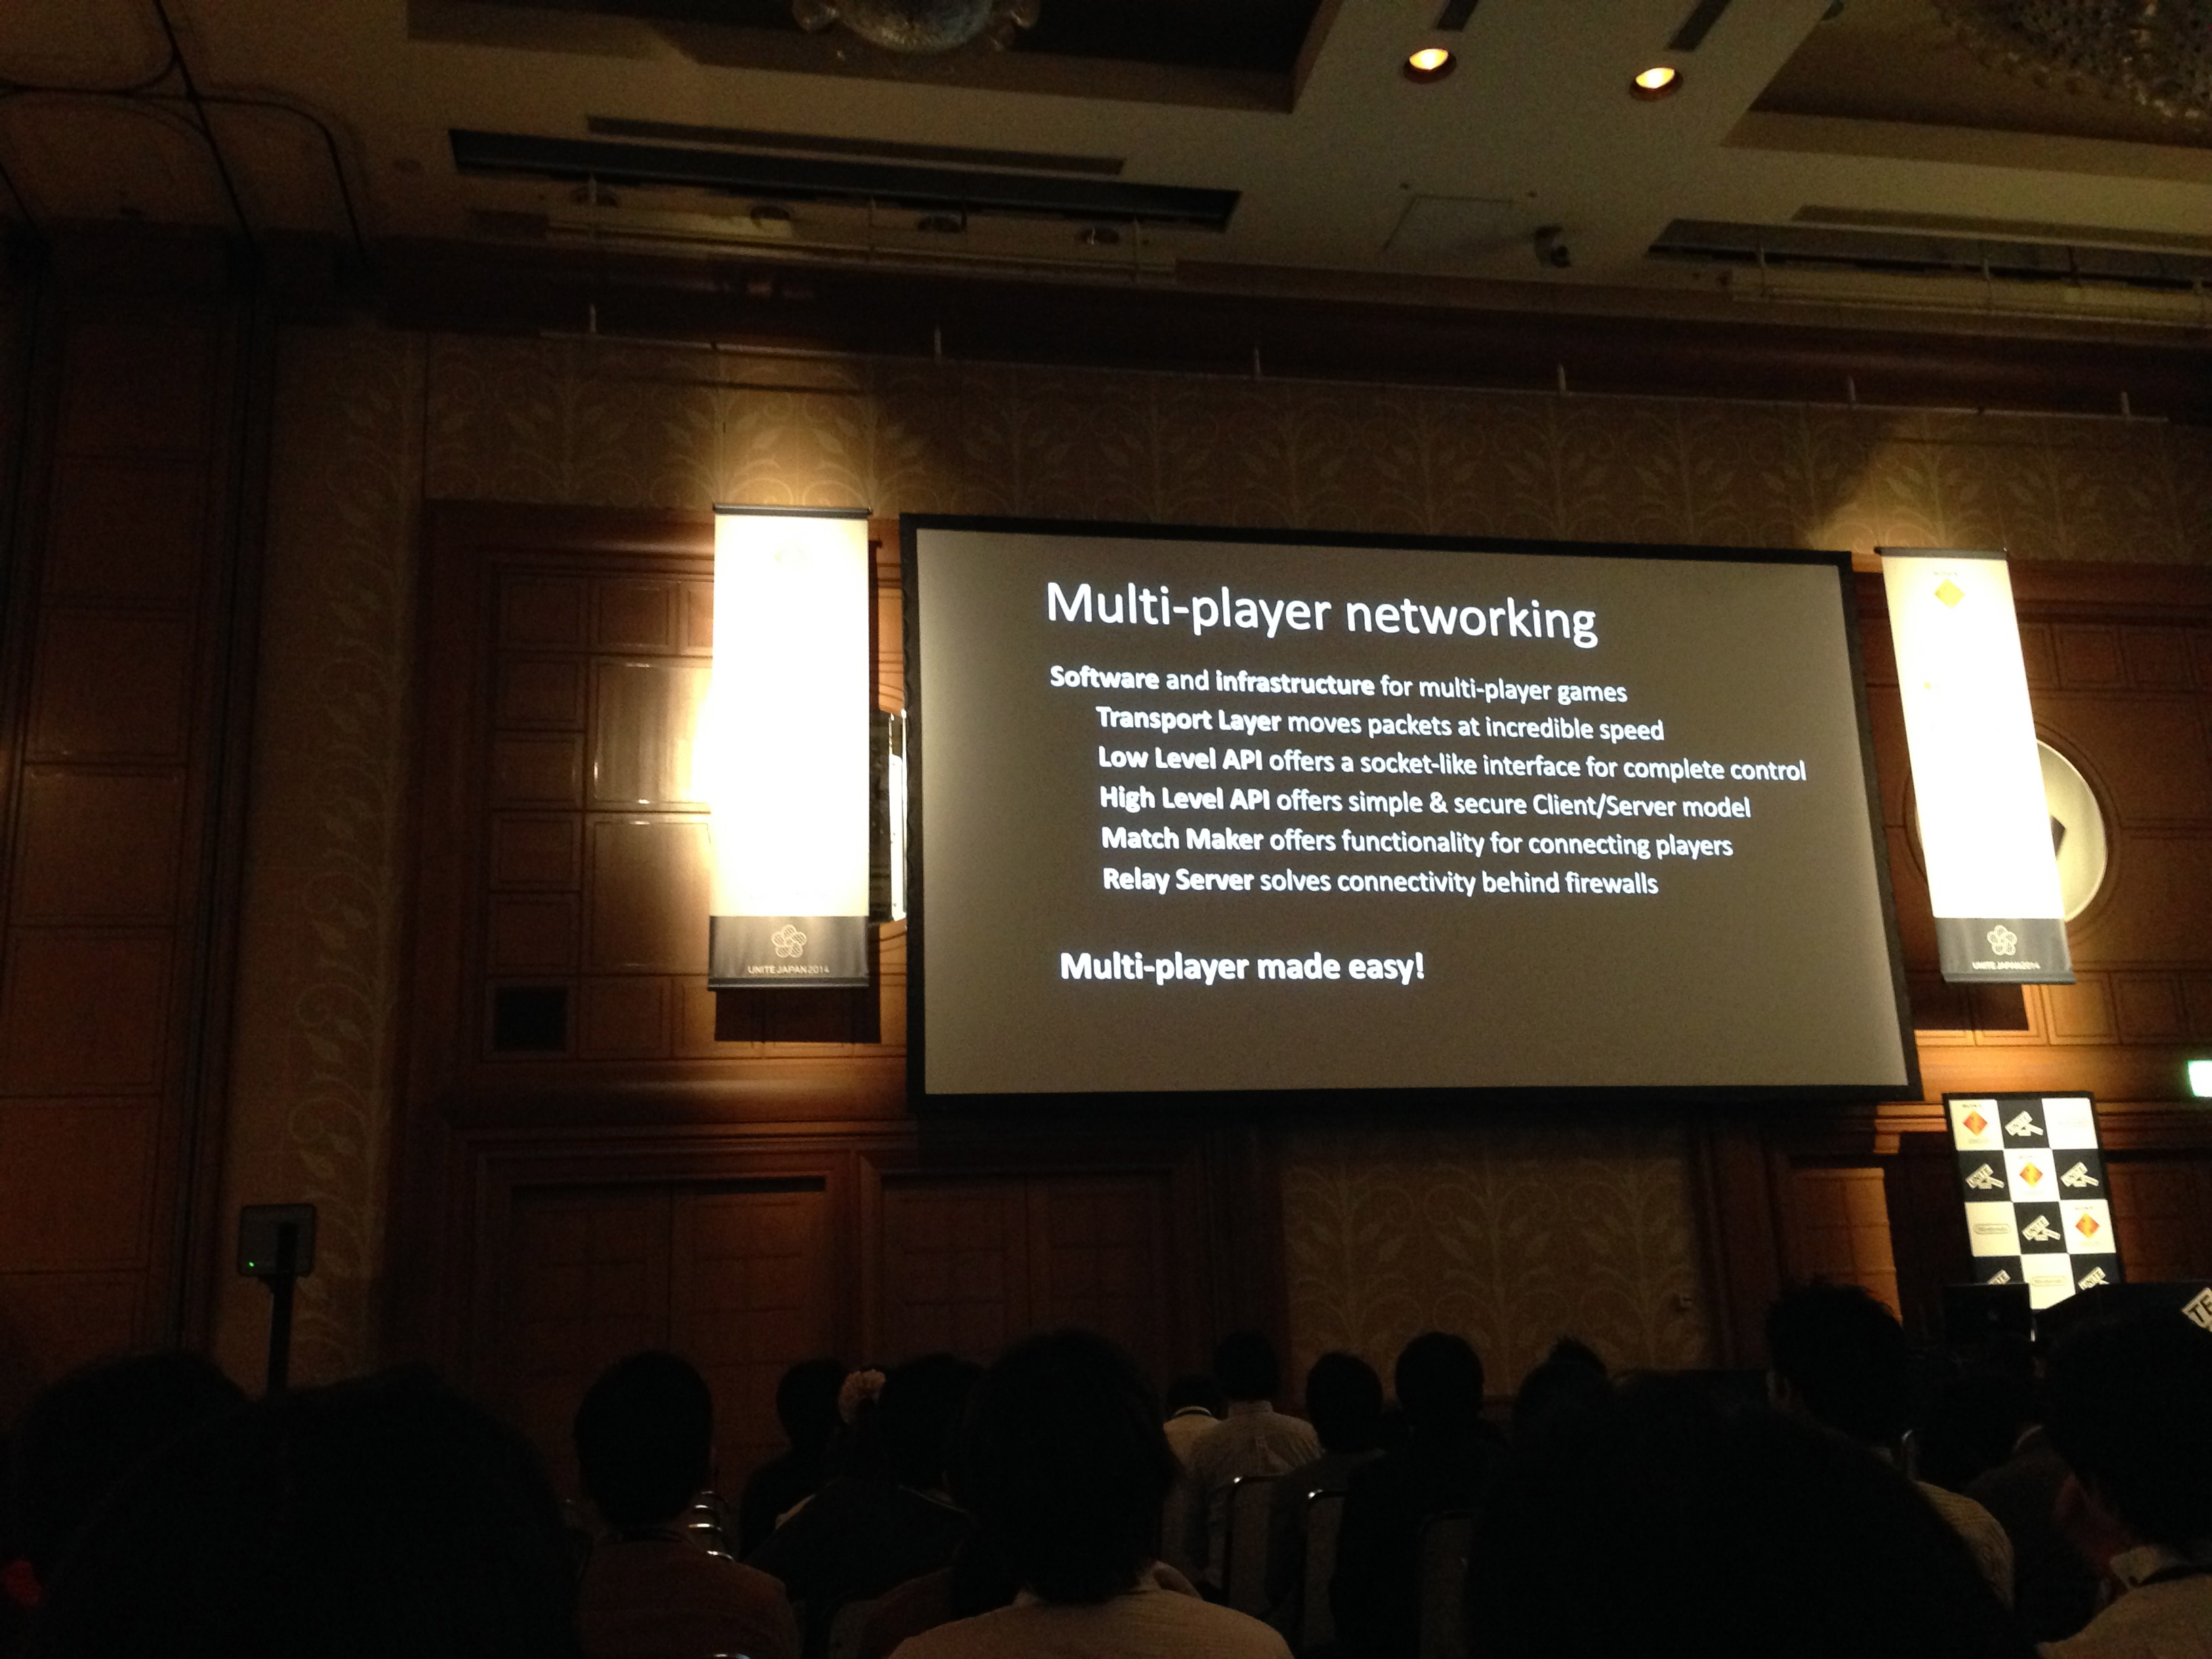 Multi-player networking
Software and infrastructure for multi-player games
Transport Layer moves packets at incredible speed
Low Level API offers a socket-like interface for complete control
High Level API offers simple & secure Client/Server model
Match Maker offers functionality for connecting players
Relay Server solves connectivity behind firewalls
Multi-player made easy!
UNITE JAPAN 2014
UNITE JAPAN 2014